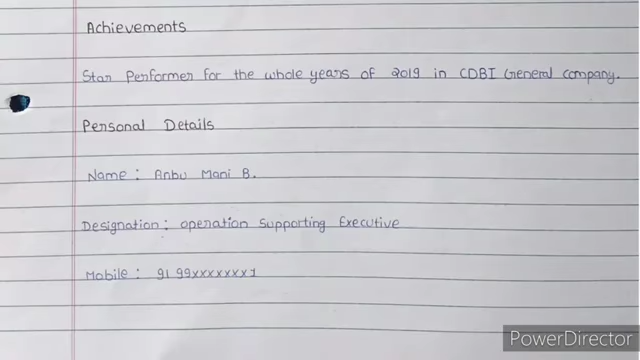 Achievements
Star Performer for the whole years of 2019 in CDBI General company.
Personal Details
Name : Anbu Mani B.
Designation : operation Supporting Executive
Mobile : 91 99xxxxxxx1
PowerDirector